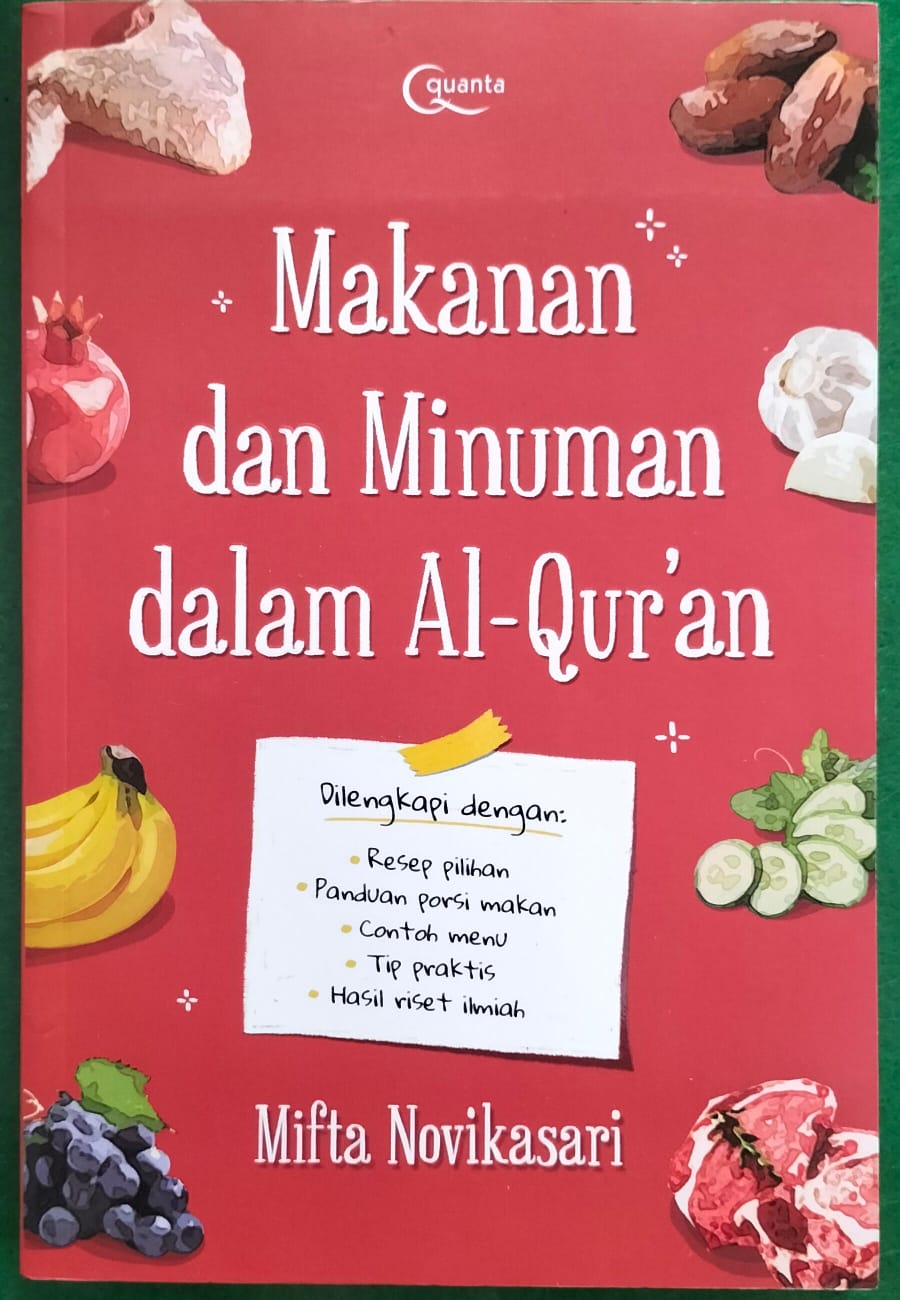 quanta
Makanan
dan Minuman
dalam Al-Qur'an
Dilengkapi dengan:
• Resep pilihan
• Panduan porsi makan
• Contoh menu
• Tip praktis
• Hasil riset ilmiah
Mifta Novikasari